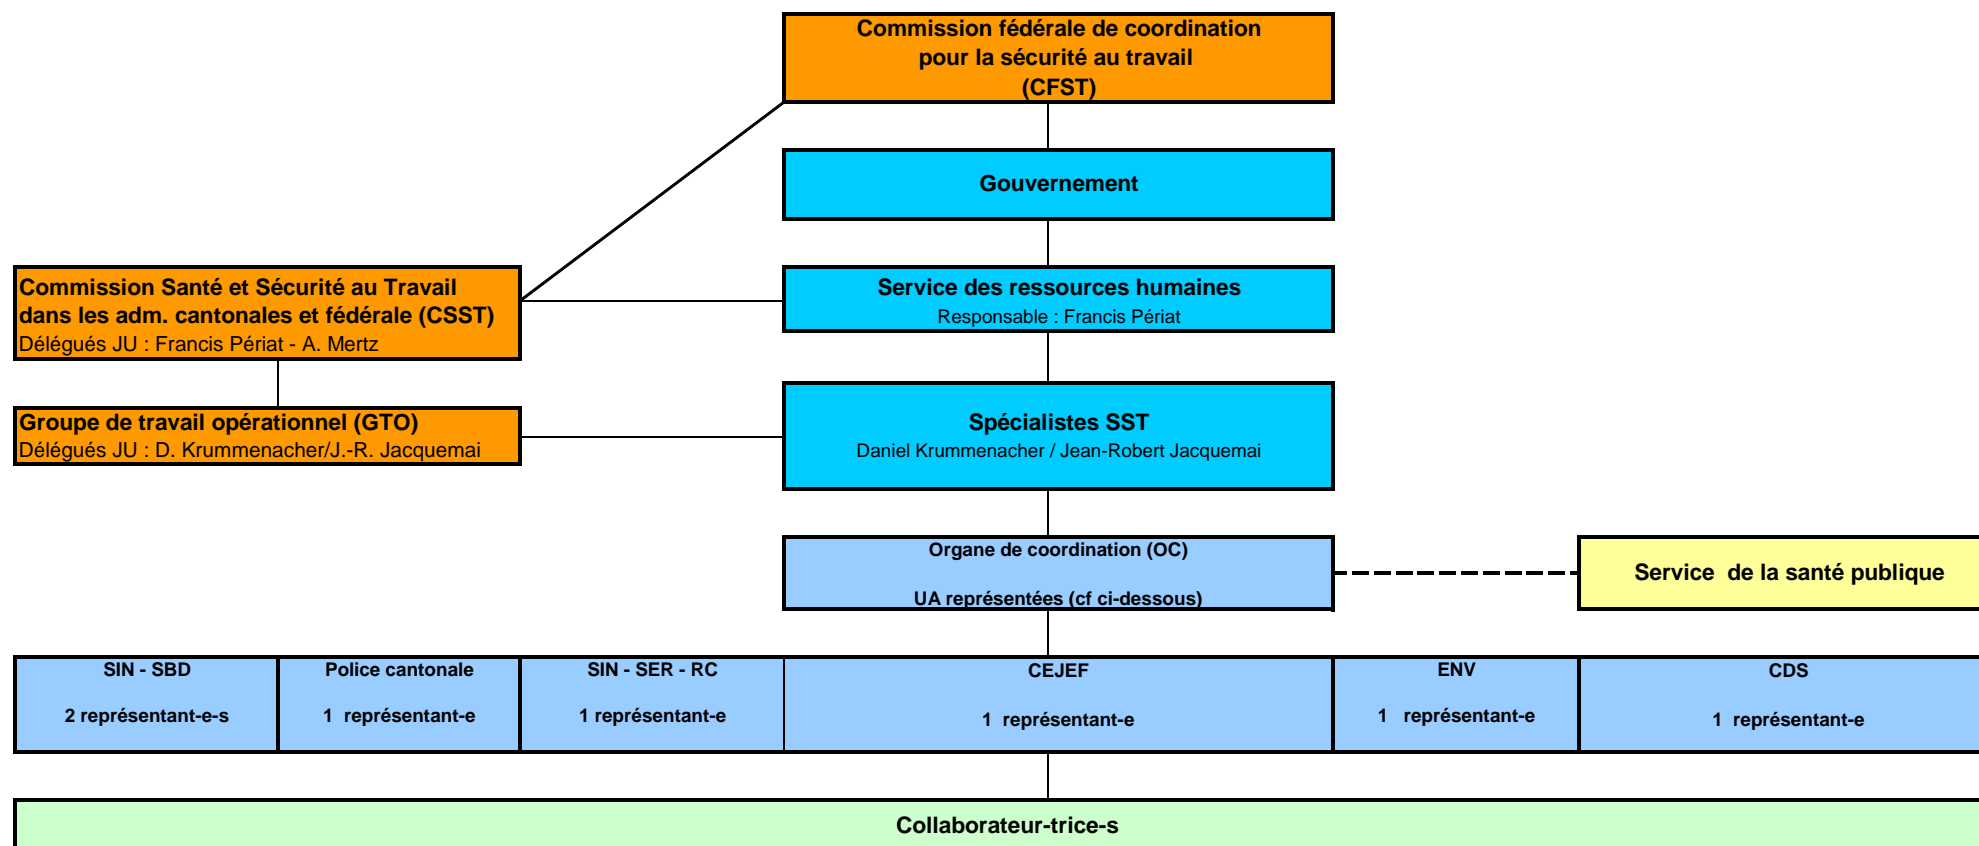 Commission fédérale de coordination
pour la sécurité au travail
(CFST)
Gouvernement
Commission Santé et Sécurité au Travail
dans les adm. cantonales et fédérale (CSST)
Délégués JU : Francis Périat - A. Mertz
Service des ressources humaines
Responsable : Francis Périat
Groupe de travail opérationnel (GTO)
Délégués JU : D. Krummenacher/J.-R. Jacquemai
Spécialistes SST
Daniel Krummenacher / Jean-Robert Jacquemai
Organe de coordination (OC)
UA représentées (cf ci-dessous)
Service de la santé publique
SIN - SBD
2 représentant-e-s
Police cantonale
1 représentant-e
SIN - SER - RC
1 représentant-e
CEJEF
1 représentant-e
ENV
1 représentant-e
CDS
1 représentant-e
Collaborateur-trice-s